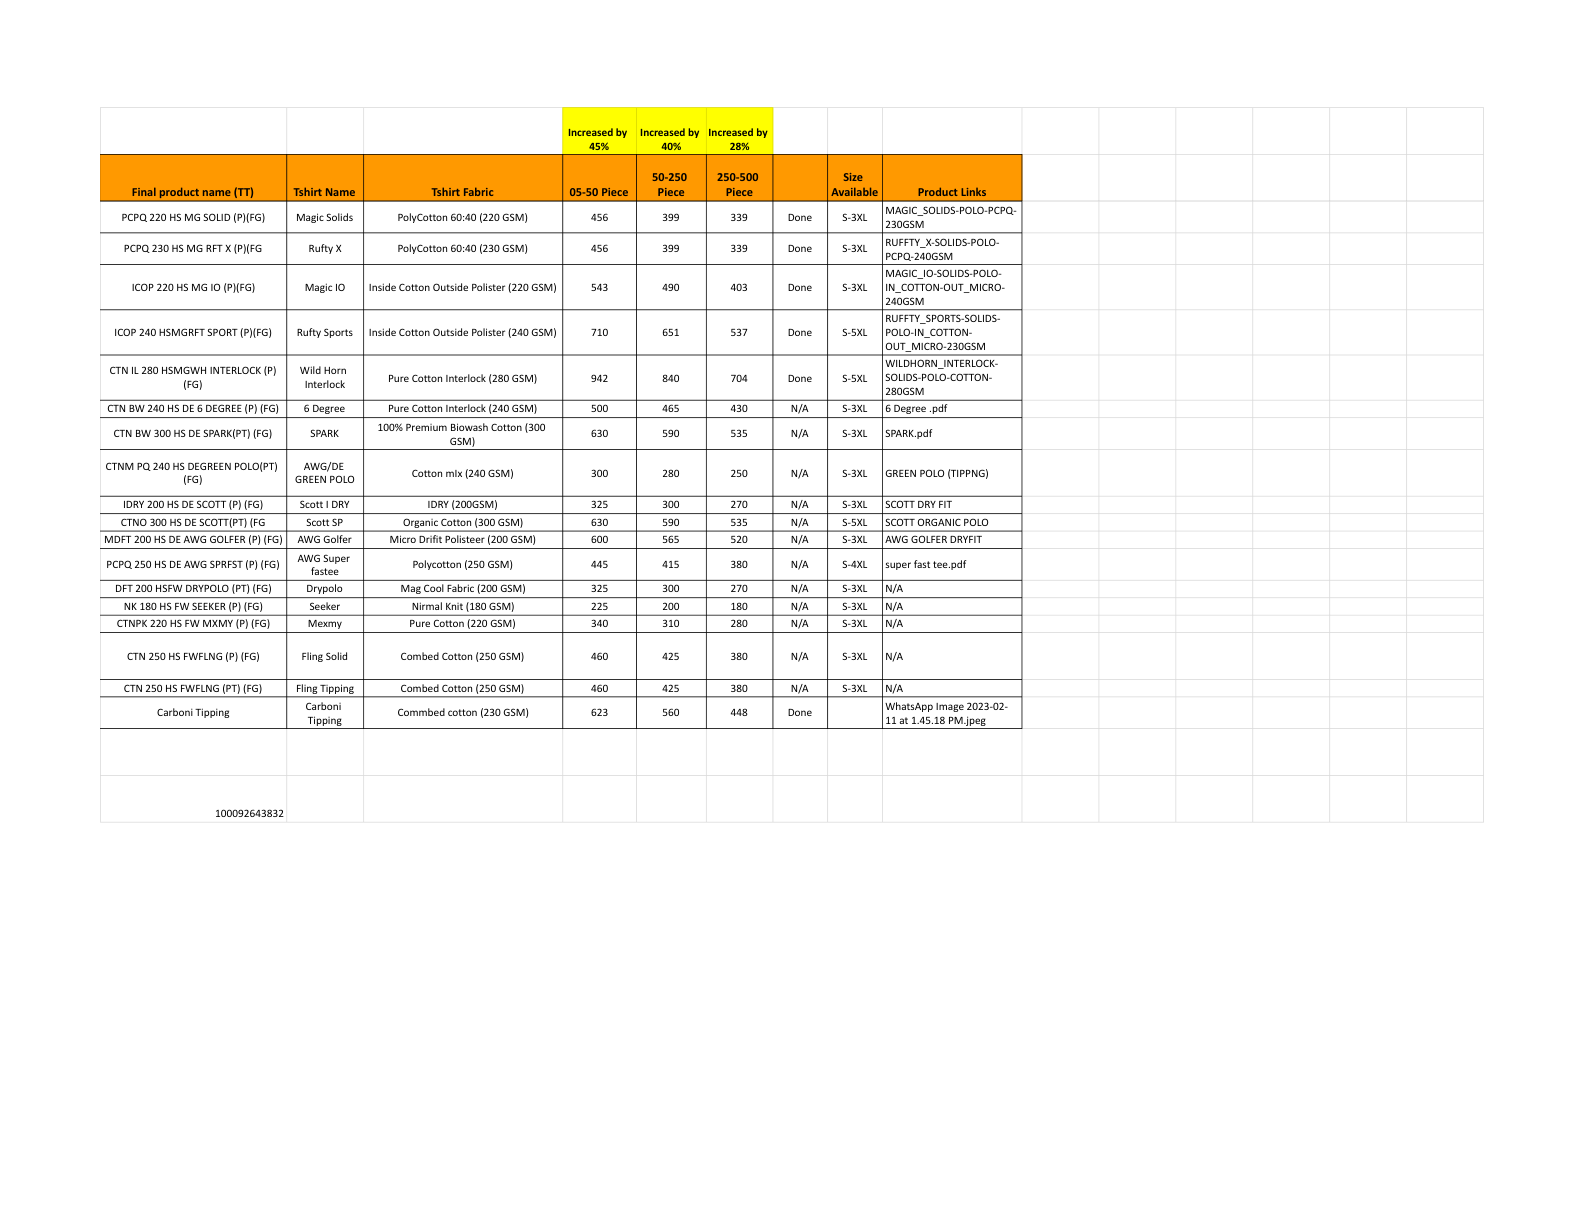 Increased by 45% Increased by 40% Increased by 28%
Final product name (TT) Tshirt Name Tshirt Fabric 05-50 Piece 50-250 Piece 250-500 Piece Size Available Product Links
PCPQ 220 HS MG SOLID (P)(FG) Magic Solids PolyCotton 60:40 (220 GSM) 456 399 339 Done S-3XL MAGIC_SOLIDS-POLO-PCPQ-230GSM
PCPQ 230 HS MG RFT X (P)(FG Rufty X PolyCotton 60:40 (230 GSM) 456 399 339 Done S-3XL RUFFTY_X-SOLIDS-POLO-PCPQ-240GSM
ICOP 220 HS MG IO (P)(FG) Magic IO Inside Cotton Outside Polister (220 GSM) 543 490 403 Done S-3XL MAGIC_IO-SOLIDS-POLO-IN_COTTON-OUT_MICRO-240GSM
ICOP 240 HSMGRFT SPORT (P)(FG) Rufty Sports Inside Cotton Outside Polister (240 GSM) 710 651 537 Done S-5XL RUFFTY_SPORTS-SOLIDS-POLO-IN_COTTON-OUT_MICRO-230GSM
CTN IL 280 HSMGWH INTERLOCK (P) (FG) Wild Horn Interlock Pure Cotton Interlock (280 GSM) 942 840 704 Done S-5XL WILDHORN_INTERLOCK-SOLIDS-POLO-COTTON-280GSM
CTN BW 240 HS DE 6 DEGREE (P) (FG) 6 Degree Pure Cotton Interlock (240 GSM) 500 465 430 N/A S-3XL 6 Degree .pdf
CTN BW 300 HS DE SPARK(PT) (FG) SPARK 100% Premium Biowash Cotton (300 GSM) 630 590 535 N/A S-3XL SPARK.pdf
CTNM PQ 240 HS DEGREEN POLO(PT) (FG) AWG/DE GREEN POLO Cotton mIx (240 GSM) 300 280 250 N/A S-3XL GREEN POLO (TIPPNG)
IDRY 200 HS DE SCOTT (P) (FG) Scott I DRY IDRY (200GSM) 325 300 270 N/A S-3XL SCOTT DRY FIT
CTNO 300 HS DE SCOTT(PT) (FG Scott SP Organic Cotton (300 GSM) 630 590 535 N/A S-5XL SCOTT ORGANIC POLO
MDFT 200 HS DE AWG GOLFER (P) (FG) AWG Golfer Micro Drifit Polisteer (200 GSM) 600 565 520 N/A S-3XL AWG GOLFER DRYFIT
PCPQ 250 HS DE AWG SPRFST (P) (FG) AWG Super fastee Polycotton (250 GSM) 445 415 380 N/A S-4XL super fast tee.pdf
DFT 200 HSFW DRYPOLO (PT) (FG) Drypolo Mag Cool Fabric (200 GSM) 325 300 270 N/A S-3XL N/A
NK 180 HS FW SEEKER (P) (FG) Seeker Nirmal Knit (180 GSM) 225 200 180 N/A S-3XL N/A
CTNPK 220 HS FW MXMY (P) (FG) Mexmy Pure Cotton (220 GSM) 340 310 280 N/A S-3XL N/A
CTN 250 HS FWFLNG (P) (FG) Fling Solid Combed Cotton (250 GSM) 460 425 380 N/A S-3XL N/A
CTN 250 HS FWFLNG (PT) (FG) Fling Tipping Combed Cotton (250 GSM) 460 425 380 N/A S-3XL N/A
Carboni Tipping Carboni Tipping Commbed cotton (230 GSM) 623 560 448 Done WhatsApp Image 2023-02-11 at 1.45.18 PM.jpeg
100092643832